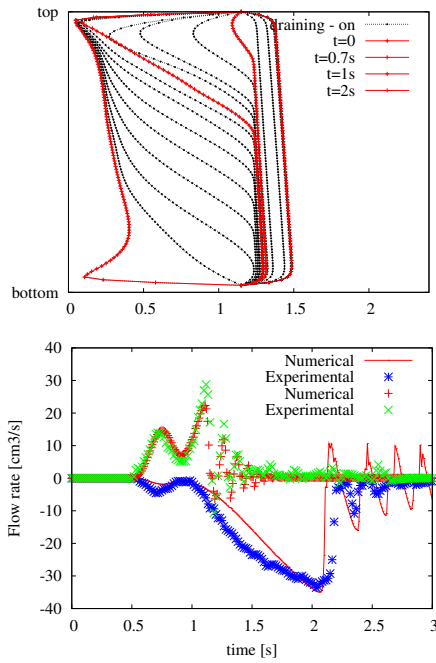 top
draining - on
t=0
t=0.7s
t=1s
t=2s
bottom
0 0.5 1 1.5 2
40
30
20
10
0
-10
-20
-30
-40
Flow rate [cm3/s]
Numerical
Experimental
Numerical
Experimental
0 0.5 1 1.5 2 2.5 3
time [s]